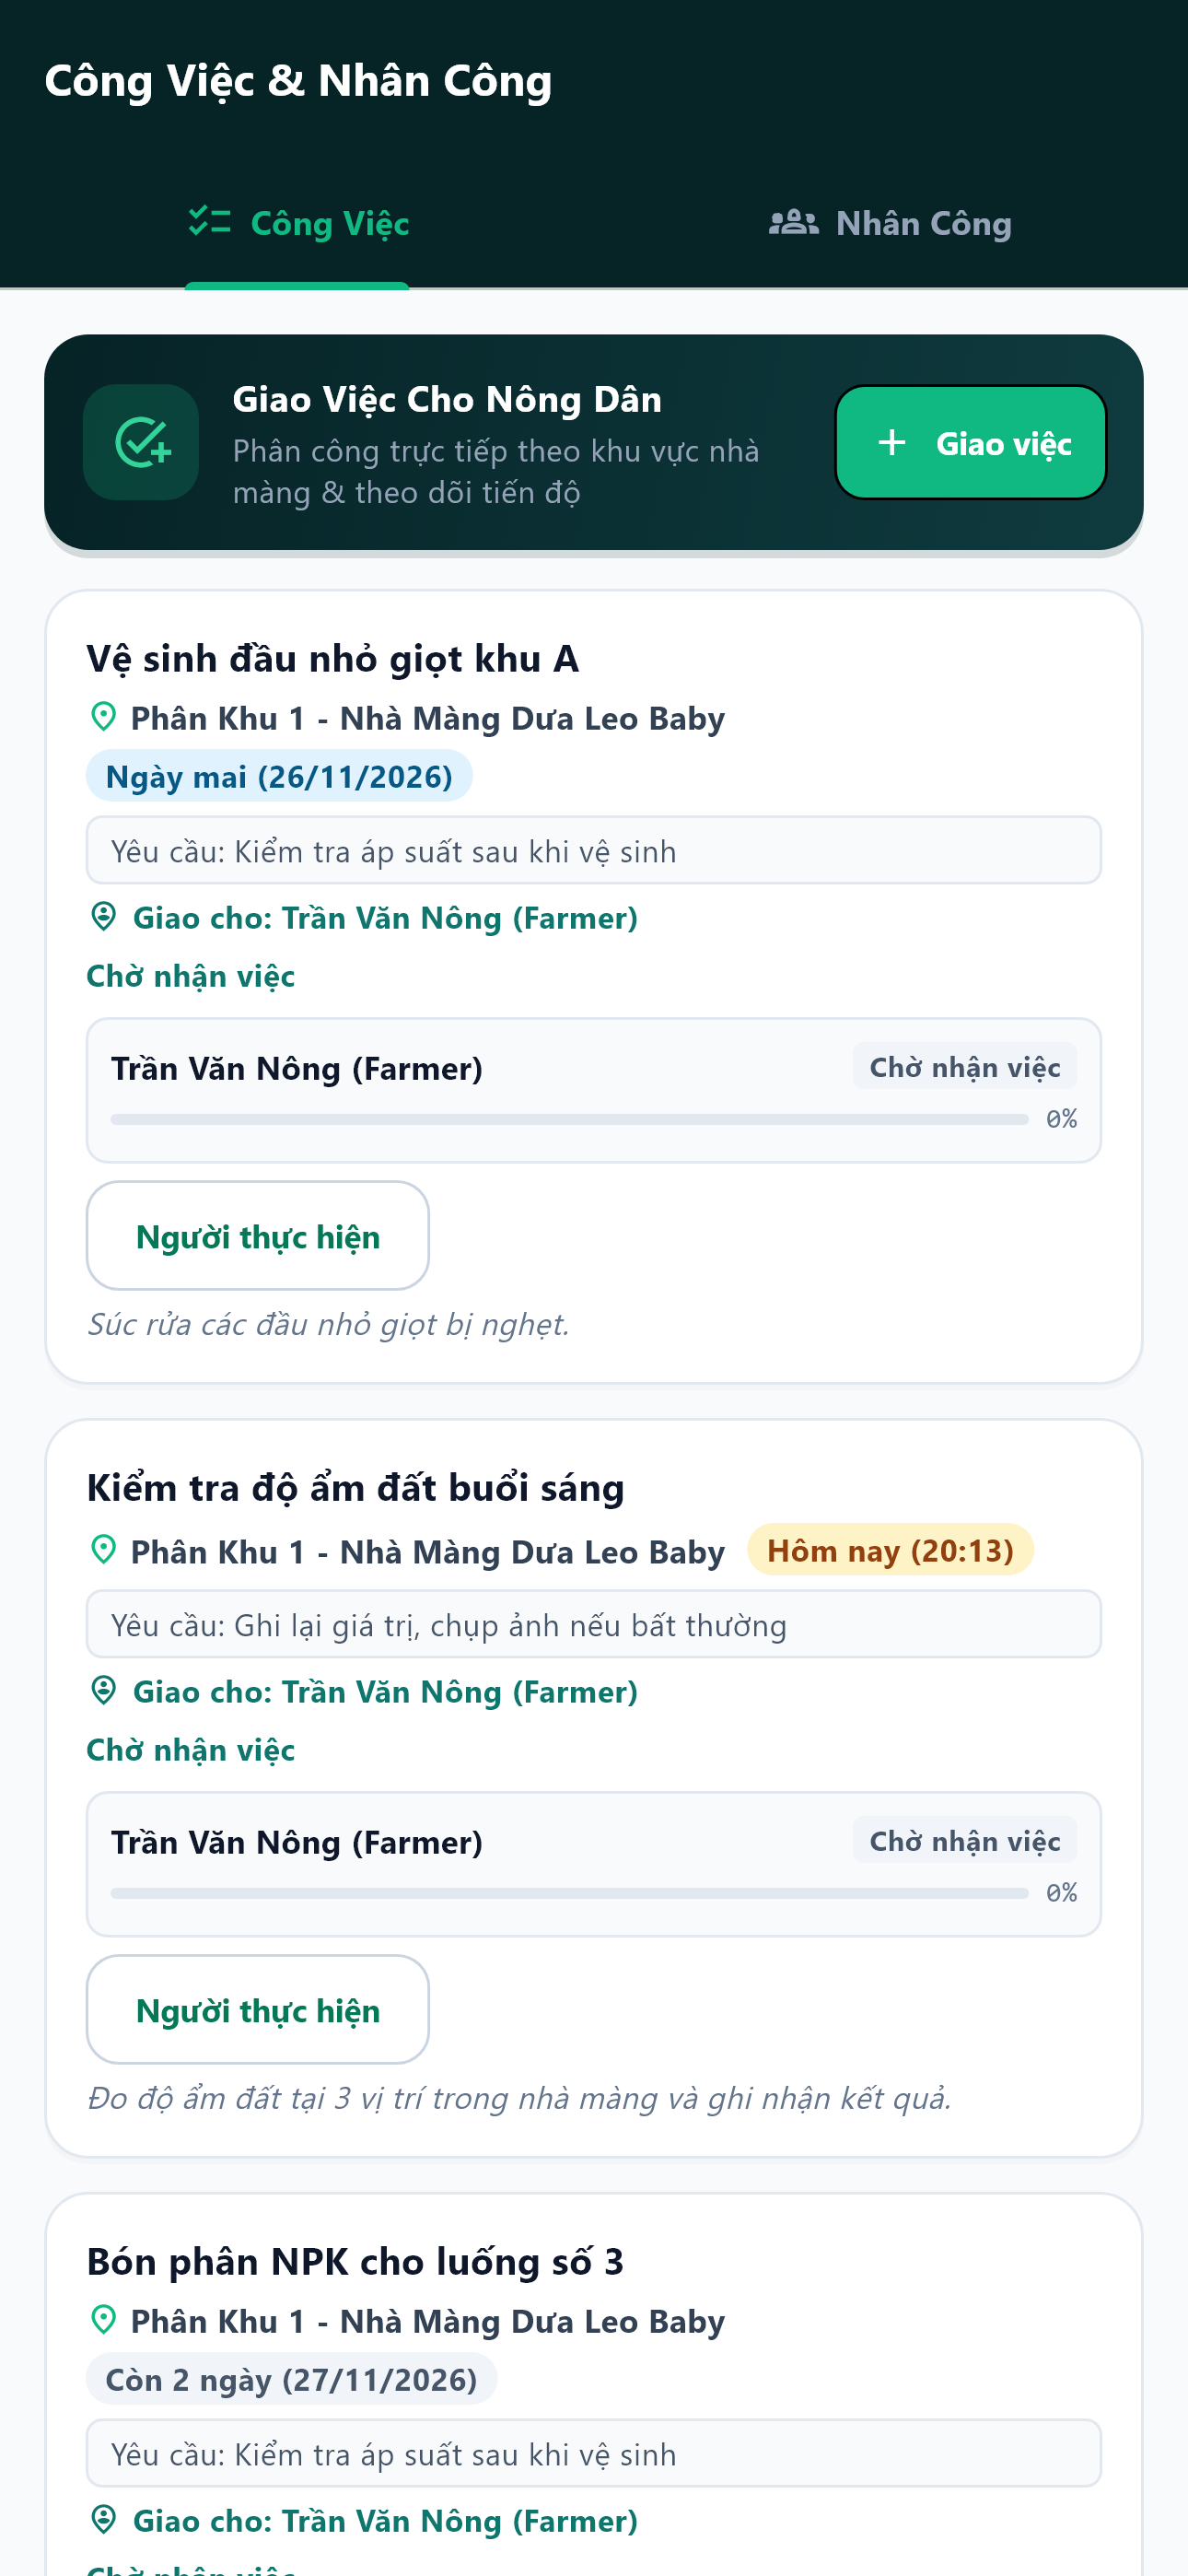 Công Việc & Nhân Công
Công Việc
Nhân Công
Giao Việc Cho Nông Dân
Phân công trực tiếp theo khu vực nhà
màng & theo dõi tiến độ
Giao việc
Vệ sinh đầu nhỏ giọt khu A
Phân Khu 1 - Nhà Màng Dưa Leo Baby
Ngày mai (26/11/2026)
Yêu cầu: Kiểm tra áp suất sau khi vệ sinh
Giao cho: Trần Văn Nông (Farmer)
Chờ nhận việc
Trần Văn Nông (Farmer)
Chờ nhận việc
0%
Người thực hiện
Súc rửa các đầu nhỏ giọt bị nghẹt.
Kiểm tra độ ẩm đất buổi sáng
Phân Khu 1 - Nhà Màng Dưa Leo Baby
Hôm nay (20:13)
Yêu cầu: Ghi lại giá trị, chụp ảnh nếu bất thường
Giao cho: Trần Văn Nông (Farmer)
Chờ nhận việc
Trần Văn Nông (Farmer)
Chờ nhận việc
0%
Người thực hiện
Đo độ ẩm đất tại 3 vị trí trong nhà màng và ghi nhận kết quả.
Bón phân NPK cho luống số 3
Phân Khu 1 - Nhà Màng Dưa Leo Baby
Còn 2 ngày (27/11/2026)
Yêu cầu: Kiểm tra áp suất sau khi vệ sinh
Giao cho: Trần Văn Nông (Farmer)
Chờ nhận việc